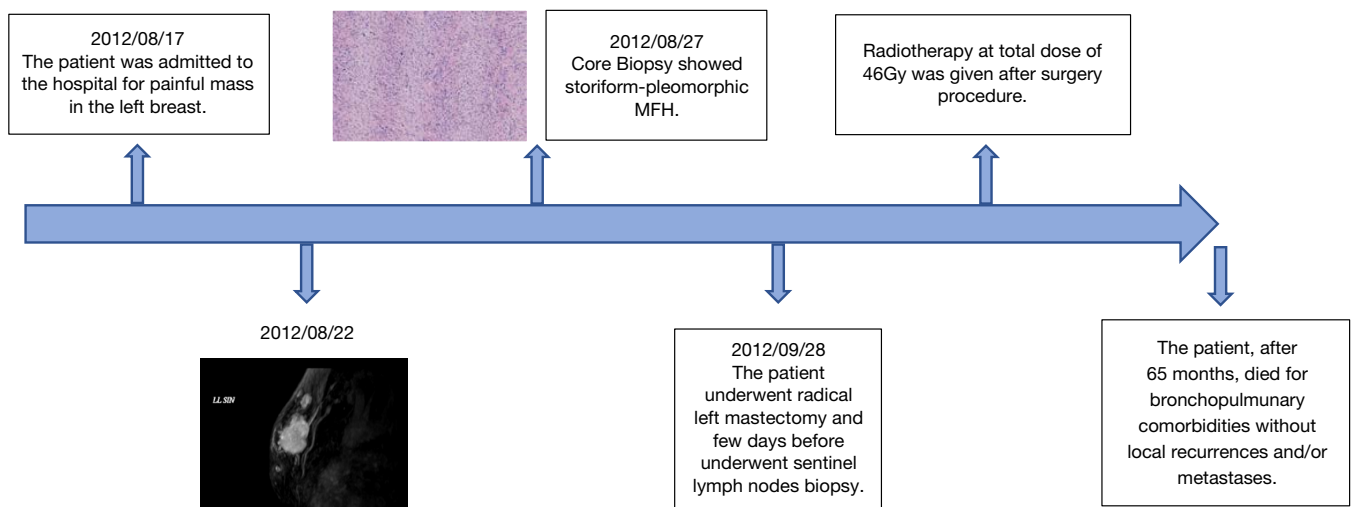 2012/08/17
The patient was admitted to
the hospital for painful mass
in the left breast.
2012/08/27
Core Biopsy showed
storiform-pleomorphic
MFH.
Radiotherapy at total dose of
46Gy was given after surgery
procedure.
2012/08/22
LL SIN
2012/09/28
The patient
underwent radical
left mastectomy and
few days before
underwent sentinel
lymph nodes biopsy.
The patient, after
65 months, died for
bronchopulmunary
comorbidities without
local recurrences and/or
metastases.